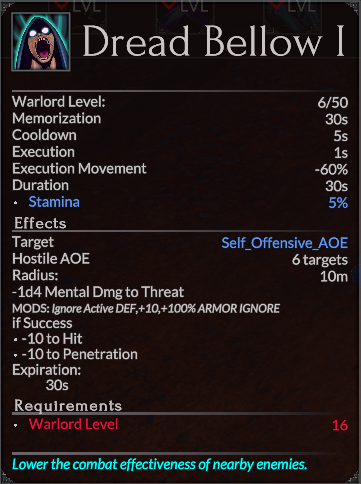 LVL LVL LVL
Dread Bellow I
Warlord Level: 6/50
Memorization 30s
Cooldown 5s
Execution 1s
Execution Movement -60%
Duration 30s
• Stamina 5%
Effects
Target Self_Offensive_AOE
Hostile AOE 6 targets
Radius: 10m
-1d4 Mental Dmg to Threat
MODS: Ignore Active DEF,+10,+100% ARMOR IGNORE
if Success
• -10 to Hit
• -10 to Penetration
Expiration:
30s
Requirements
• Warlord Level 16
Lower the combat effectiveness of nearby enemies.